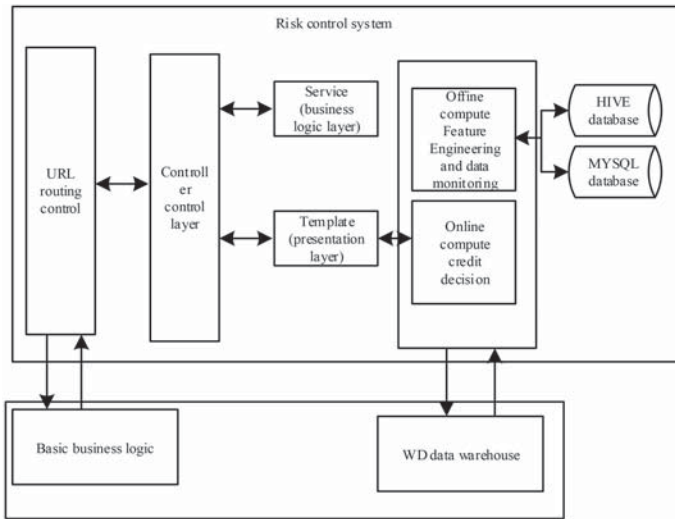 Risk control system
URL
routing
control
Controll
er
control
layer
Service
(business
logic layer)
Template
(presentation
layer)
Offine
compute
Feature
Engineering
and data
monitoring
Online
compute
credit
decision
HIVE
database
MYSQL
database
Basic business logic
WD data warehouse